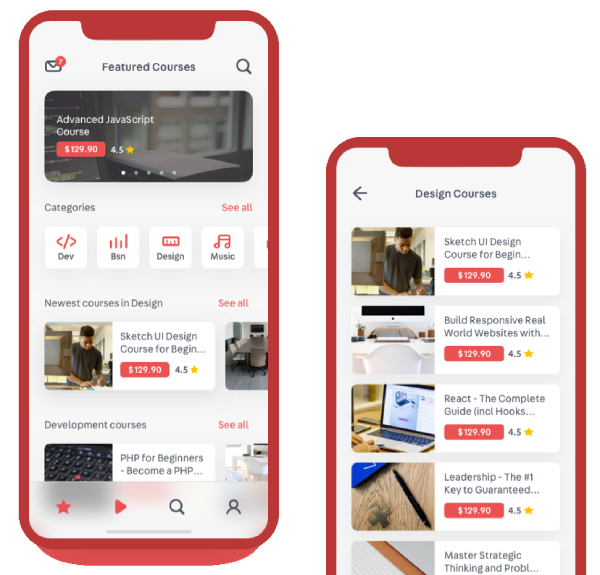 7
Featured Courses
Advanced JavaScript
Course
$129.90 4.5
Categories See all
</>
Dev Bsn Design Music
Newest courses in Design See all
Sketch UI Design
Course for Begin...
$129.90 4.5
Development courses See all
PHP for Beginners
- Become a PHP...
Design Courses
Sketch UI Design
Course for Begin...
$129.90 4.5
Build Responsive Real
World Websites with...
$129.90 4.5
React - The Complete
Guide (incl Hooks...
$129.90 4.5
Leadership - The #1
Key to Guaranteed...
$129.90 4.5
Master Strategic
Thinking and Probl...